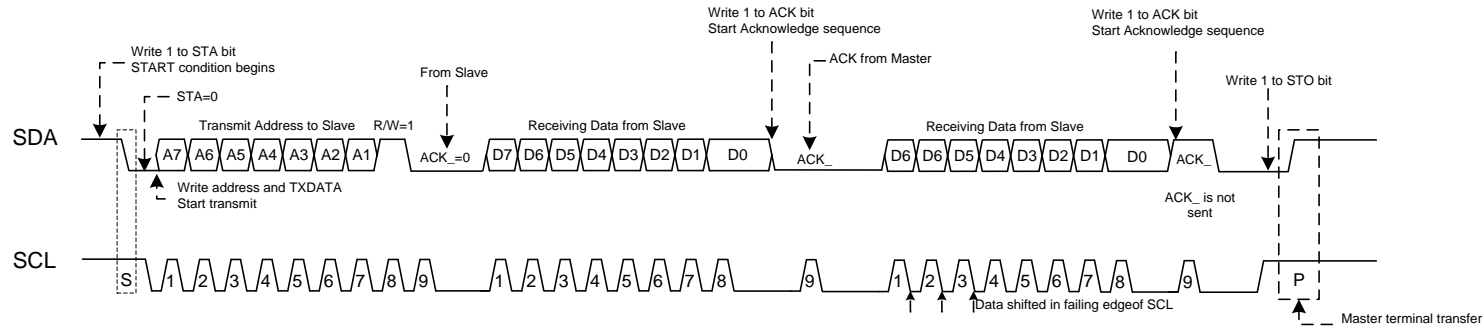 Write 1 to ACK bit
Start Acknowledge sequence
Write 1 to ACK bit
Start Acknowledge sequence
Write 1 to STA bit
START condition begins
ACK from Master
From Slave
Write 1 to STO bit
STA=0
SDA
Transmit Address to Slave
R/W=1
Receiving Data from Slave
Receiving Data from Slave
A7 A6 A5 A4 A3 A2 A1 ACK_=0 D7 D6 D5 D4 D3 D2 D1 D0 ACK_ D6 D6 D5 D4 D3 D2 D1 D0 ACK_
Write address and TXDATA
Start transmit
ACK_ is not
sent
SCL
S 1 2 3 4 5 6 7 8 9 1 2 3 4 5 6 7 8 9 1 2 3 4 5 6 7 8 9 P
Data shifted in failing edgeof SCL
Master terminal transfer